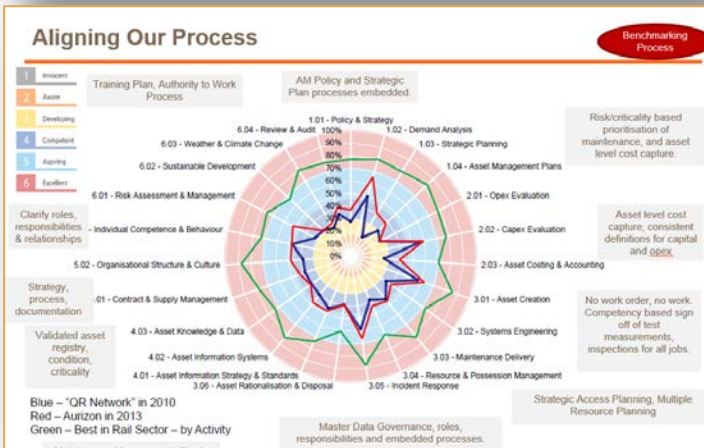 Aligning Our Process
Benchmarking
Process
1 Innocent
2 Aware
3 Developing
4 Competent
5 Aspiring
6 Excellent
Training Plan, Authority to Work
Process
AM Policy and Strategic
Plan processes embedded.
Risk/criticality based
prioritisation of
maintenance, and asset
level cost capture.
Clarify roles,
responsibilities
& relationships
Asset level cost
capture, consistent
definitions for capital
and opex
Strategy,
process,
documentation
No work order, no work.
Competency based sign
off of test
measurements,
inspections for all jobs.
Validated asset
registry,
condition,
criticality
Strategic Access Planning, Multiple
Resource Planning
Master Data Governance, roles,
responsibilities and embedded processes.
1.01 - Policy & Strategy
1.02 - Demand Analysis
1.03 - Strategic Planning
1.04 - Asset Management Plans
2.01 - Opex Evaluation
2.02 - Capex Evaluation
2.03 - Asset Costing & Accounting
3.01 - Asset Creation
3.02 - Systems Engineering
3.03 - Maintenance Delivery
3.04 - Resource & Possession Management
3.05 - Incident Response
3.06 - Asset Rationalisation & Disposal
4.01 - Asset Information Strategy & Standards
4.02 - Asset Information Systems
4.03 - Asset Knowledge & Data
.01 - Contract & Supply Management
5.02 - Organisational Structure & Culture
- Individual Competence & Behaviour
6.01 - Risk Assessment & Management
6.02 - Sustainable Development
6.03 - Weather & Climate Change
6.04 - Review & Audit
100%
90%
80%
70%
60%
50%
40%
30%
20%
10%
0%
Blue – "QR Network" in 2010
Red – Aurizon in 2013
Green – Best in Rail Sector – by Activity